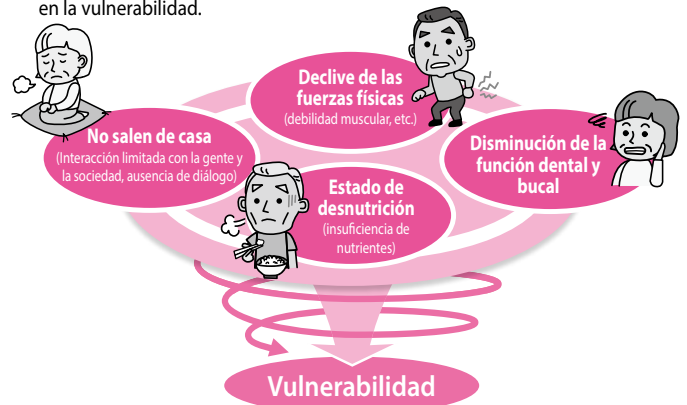 en la vulnerabilidad.
Declive de las
fuerzas físicas
(debilidad muscular, etc.)
No salen de casa
(Interacción limitada con la gente y
la sociedad, ausencia de diálogo)
Disminución de la
función dental y
bucal
Estado de
desnutrición
(insuficiencia de
nutrientes)
Vulnerabilidad